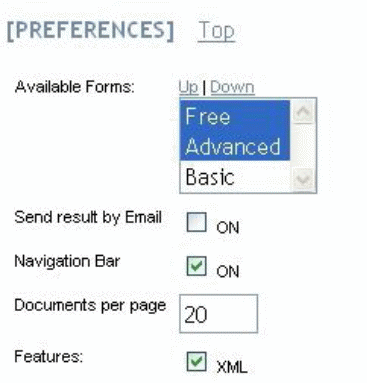 [PREFERENCES] Top
Available Forms: Up | Down
Free
Advanced
Basic
Send result by Email ON
Navigation Bar ON
Documents per page 20
Features: XML